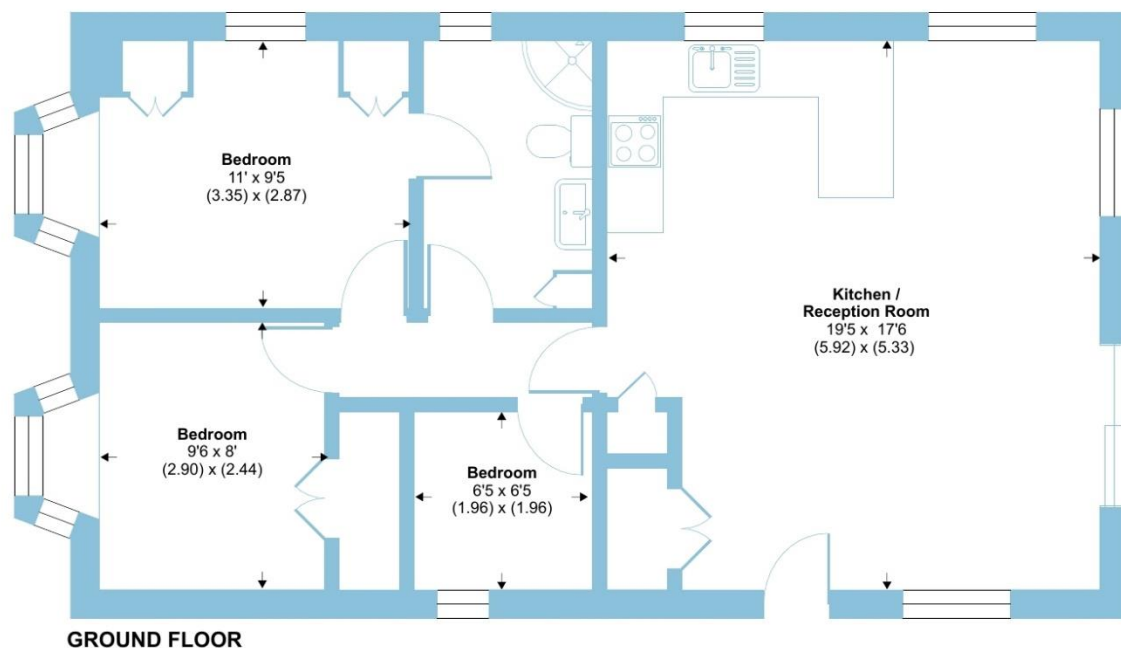 Bedroom
11' x 9'5
(3.35) x (2.87)
Kitchen /
Reception Room
19'5 x 17'6
(5.92) x (5.33)
Bedroom
9'6 x 8'
(2.90) x (2.44)
Bedroom
6'5 x 6'5
(1.96) x (1.96)
GROUND FLOOR